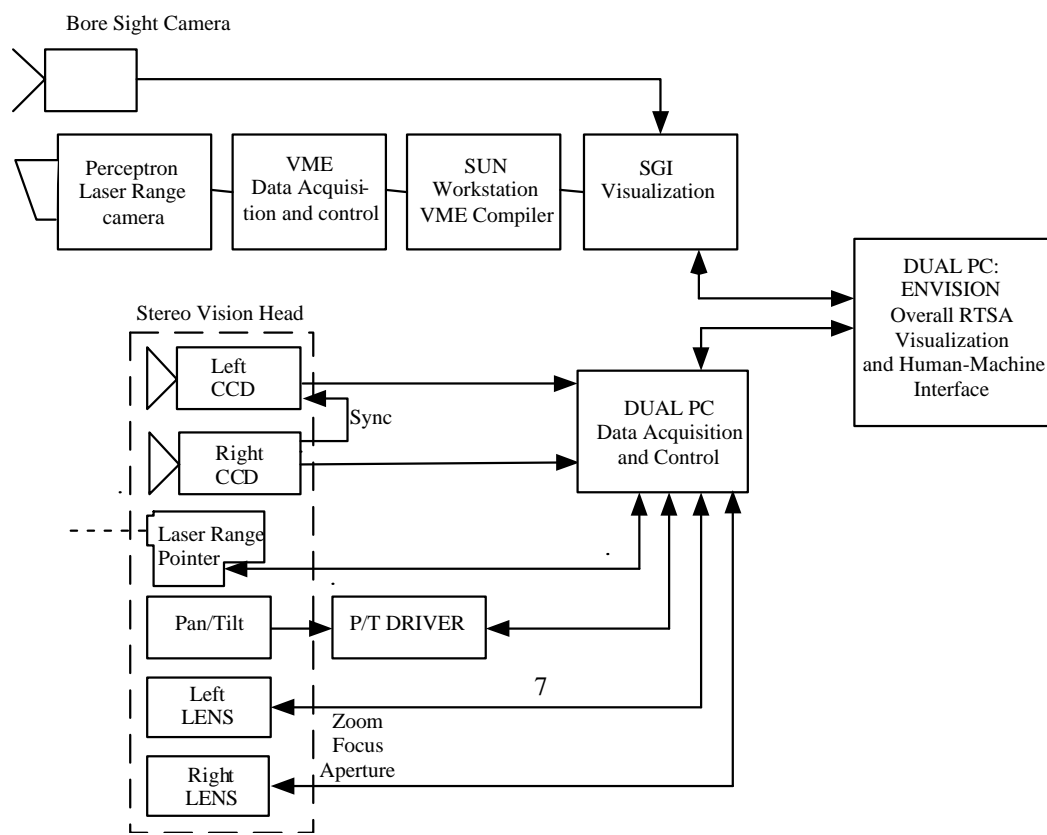 Bore Sight Camera
Perceptron
Laser Range
camera
VME
Data Acquisi-
tion and control
SUN
Workstation
VME Compiler
SGI
Visualization
DUAL PC:
ENVISION
Overall RTSA
Visualization
and Human-Machine
Interface
Stereo Vision Head
Left
CCD
Sync
Right
CCD
DUAL PC
Data Acquisition
and Control
Laser Range
Pointer
Pan/Tilt
P/T DRIVER
Left
LENS
7
Zoom
Focus
Aperture
Right
LENS